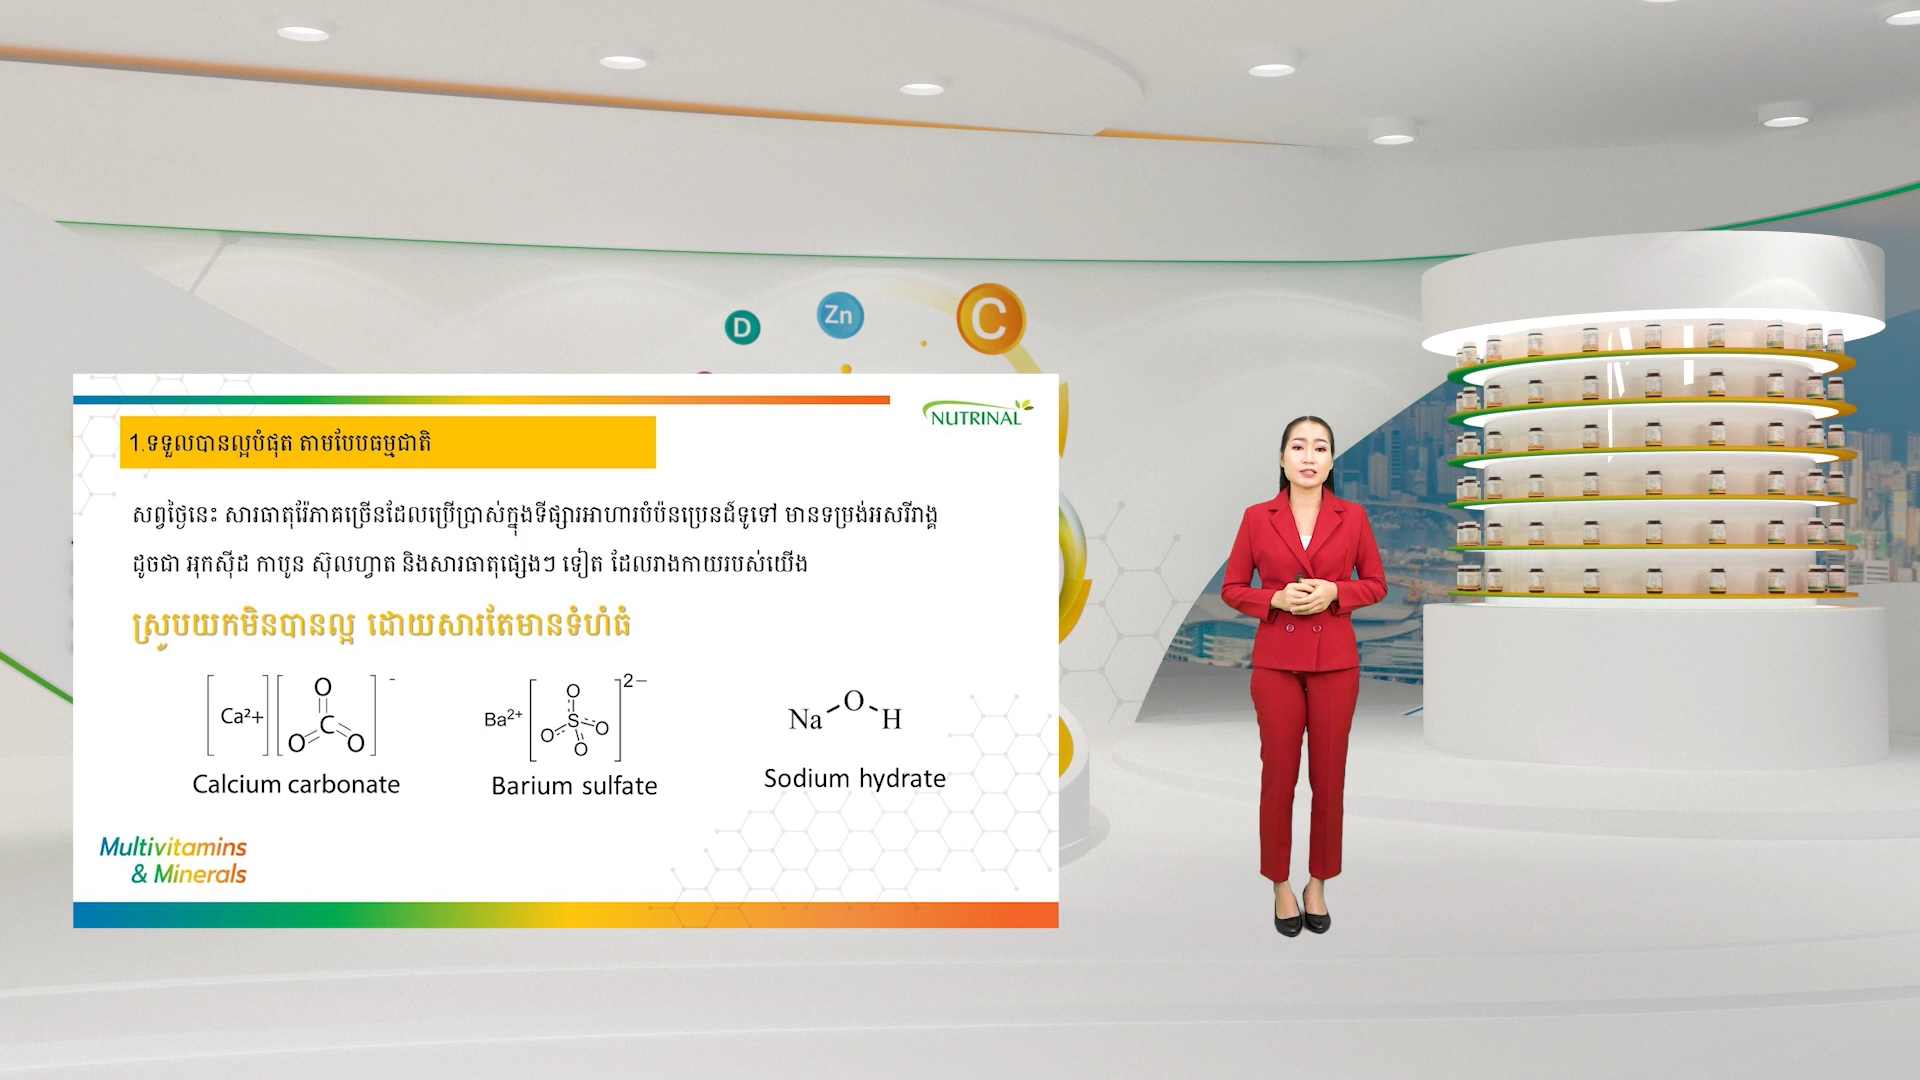 D
Zn
C
NUTRINAL
1.ទទួលបានល្អបំផុត តាមបែបធម្មជាតិ
សព្វថ្ងៃនេះ សារធាតុរ៉ែភាគច្រើនដែលប្រើប្រាស់ក្នុងទីផ្សារអាហារបំប៉នប្រេនដ៍ទូទៅ មានទម្រង់អសរីរាង្គ
ដូចជា អុកស៊ីដ កាបូន ស៊ុលហ្វាត និងសារធាតុផ្សេងៗ ទៀត ដែលរាងកាយរបស់យើង
ស្រូបយកមិនបានល្អ ដោយសារតែមានទំហំធំ
Ca²+ O C O O -
Ba²⁺ O O S O O 2−
Na O H
Calcium carbonate
Barium sulfate
Sodium hydrate
Multivitamins
& Minerals